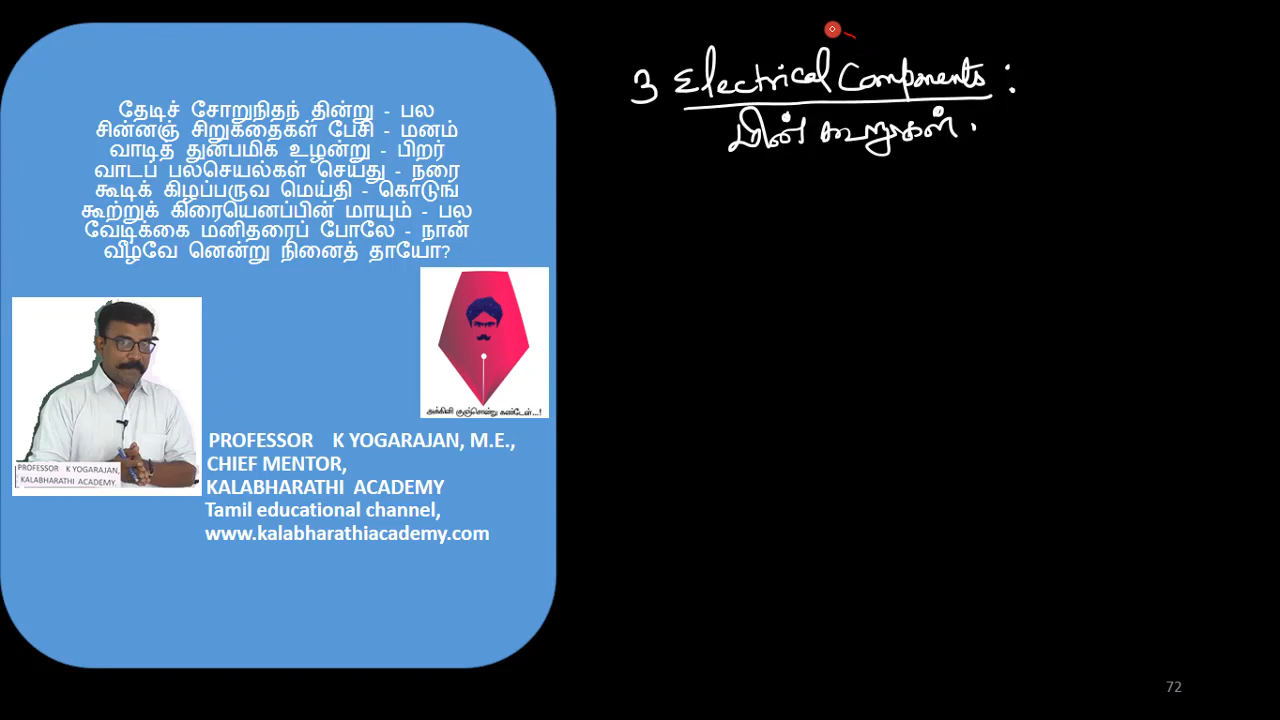 தேடிச் சோறுநிதந் தின்று - பல
சின்னஞ் சிறுகதைகள் பேசி - மனம்
வாடித் துன்பமிக உழன்று - பிறர்
வாடப் பலசெயல்கள் செய்து - நரை
கூடிக் கிழப்பருவ மெய்தி - கொடுங்
கூற்றுக் கிரையெனப்பின் மாயும் - பல
வேடிக்கை மனிதரைப் போலே - நான்
வீழ்வே னென்று நினைத் தாயோ?
அக்கினி குஞ்சொன்று கண்டேன்...!
PROFESSOR K YOGARAJAN, M.E.,
CHIEF MENTOR,
KALABHARATHI ACADEMY
Tamil educational channel,
www.kalabharathiacademy.com
PROFESSOR K YOGARAJAN,
KALABHARATHI ACADEMY.
3 Electrical Components :
மின் கூறுகள்.
72